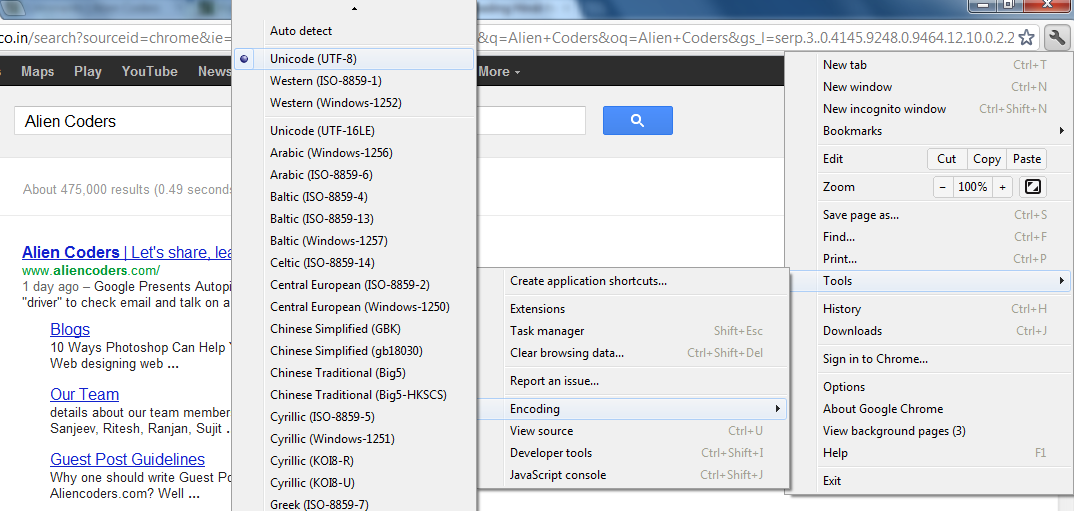 co.in/search?sourceid=chrome&ie=
&q=Alien+Coders&oq=Alien+Coders&gs_l=serp.3..0.4145.9248.0.9464.12.10.0.2.2
Maps Play YouTube News
More
Alien Coders
About 475,000 results (0.49 seconds
Alien Coders | Let's share, lea
www.aliencoders.com/
1 day ago – Google Presents Autopi
"driver" to check email and talk on a
Blogs
10 Ways Photoshop Can Help Y
Web designing web ...
Our Team
details about our team member
Sanjeev, Ritesh, Ranjan, Sujit .
Guest Post Guidelines
Why one should write Guest Po
Aliencoders.com? Well ...
Auto detect
Unicode (UTF-8)
Western (ISO-8859-1)
Western (Windows-1252)
Unicode (UTF-16LE)
Arabic (Windows-1256)
Arabic (ISO-8859-6)
Baltic (ISO-8859-4)
Baltic (ISO-8859-13)
Baltic (Windows-1257)
Celtic (ISO-8859-14)
Central European (ISO-8859-2)
Central European (Windows-1250)
Chinese Simplified (GBK)
Chinese Simplified (gb18030)
Chinese Traditional (Big5)
Chinese Traditional (Big5-HKSCS)
Cyrillic (ISO-8859-5)
Cyrillic (Windows-1251)
Cyrillic (KOI8-R)
Cyrillic (KOI8-U)
Greek (ISO-8859-7)
Create application shortcuts...
Extensions
Task manager Shift+Esc
Clear browsing data... Ctrl+Shift+Del
Report an issue...
Encoding
View source Ctrl+U
Developer tools Ctrl+Shift+I
JavaScript console Ctrl+Shift+J
New tab Ctrl+T
New window Ctrl+N
New incognito window Ctrl+Shift+N
Bookmarks
Edit Cut Copy Paste
Zoom − 100% +
Save page as... Ctrl+S
Find... Ctrl+F
Print... Ctrl+P
Tools
History Ctrl+H
Downloads Ctrl+J
Sign in to Chrome...
Options
About Google Chrome
View background pages (3)
Help F1
Exit